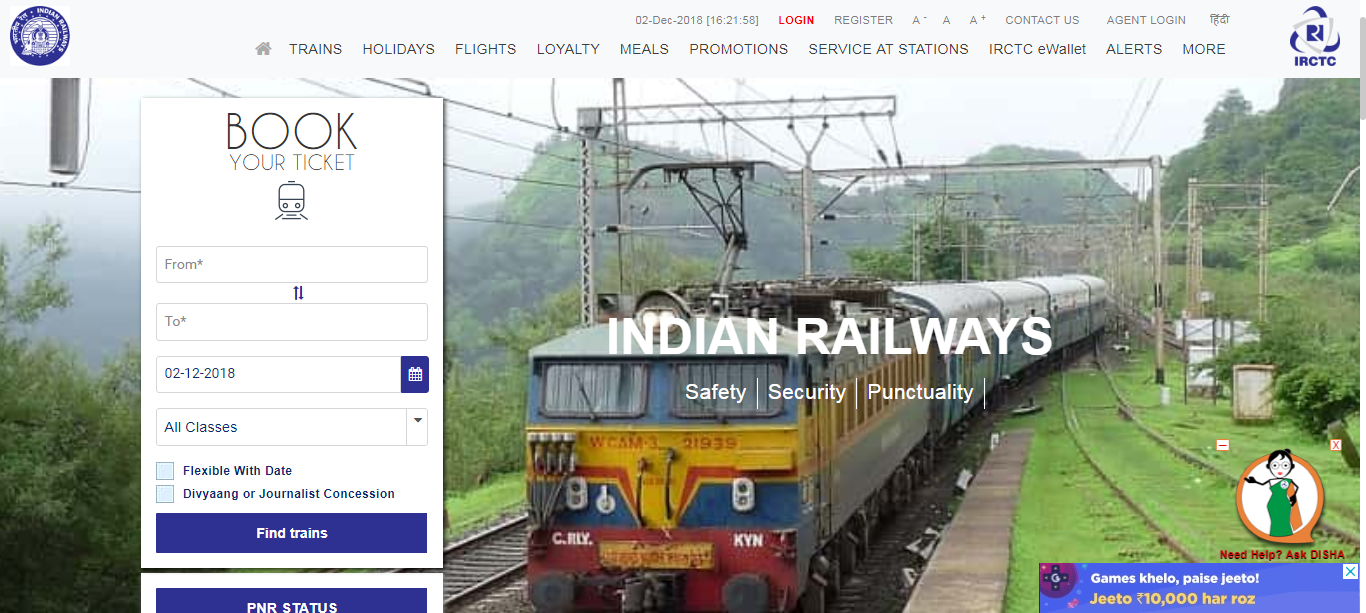 02-Dec-2018 [16:21:58] LOGIN REGISTER A - A A + CONTACT US AGENT LOGIN हिंदी
INDIAN RAILWAYS
TRAINS HOLIDAYS FLIGHTS LOYALTY MEALS PROMOTIONS SERVICE AT STATIONS IRCTC eWallet ALERTS MORE
IRCTC
BOOK
YOUR TICKET
From*
To*
02-12-2018
All Classes
Flexible With Date
Divyaang or Journalist Concession
Find trains
PNR STATUS
INDIAN RAILWAYS
Safety Security Punctuality
WCAM-3 21939
C.RLY. KYN
X
Need Help? Ask DISHA
G
Games khelo, paise jeeto!
Jeeto ₹10,000 har roz